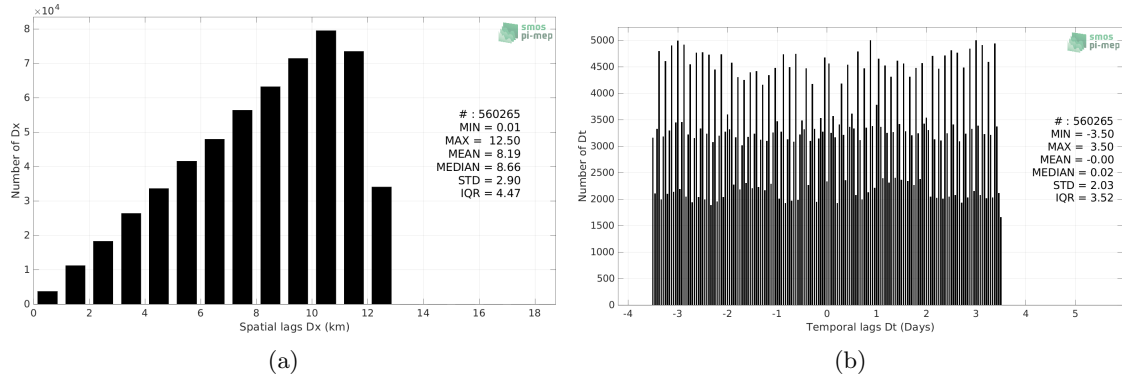 ×10⁴
8
7
6
5
4
3
2
1
0
Number of Dx
smos
pi-mep
# : 560265
MIN = 0.01
MAX = 12.50
MEAN = 8.19
MEDIAN = 8.66
STD = 2.90
IQR = 4.47
0 2 4 6 8 10 12 14 16 18
Spatial lags Dx (km)
(a)
5000
4500
4000
3500
3000
2500
2000
1500
1000
500
0
Number of Dt
smos
pi-mep
# : 560265
MIN = -3.50
MAX 3.50
MEAN = -0.00
MEDIAN = 0.02
STD = 2.03
IQR = 3.52
-4 -3 -2 -1 0 1 2 3 4 5
Temporal lags Dt (Days)
(b)